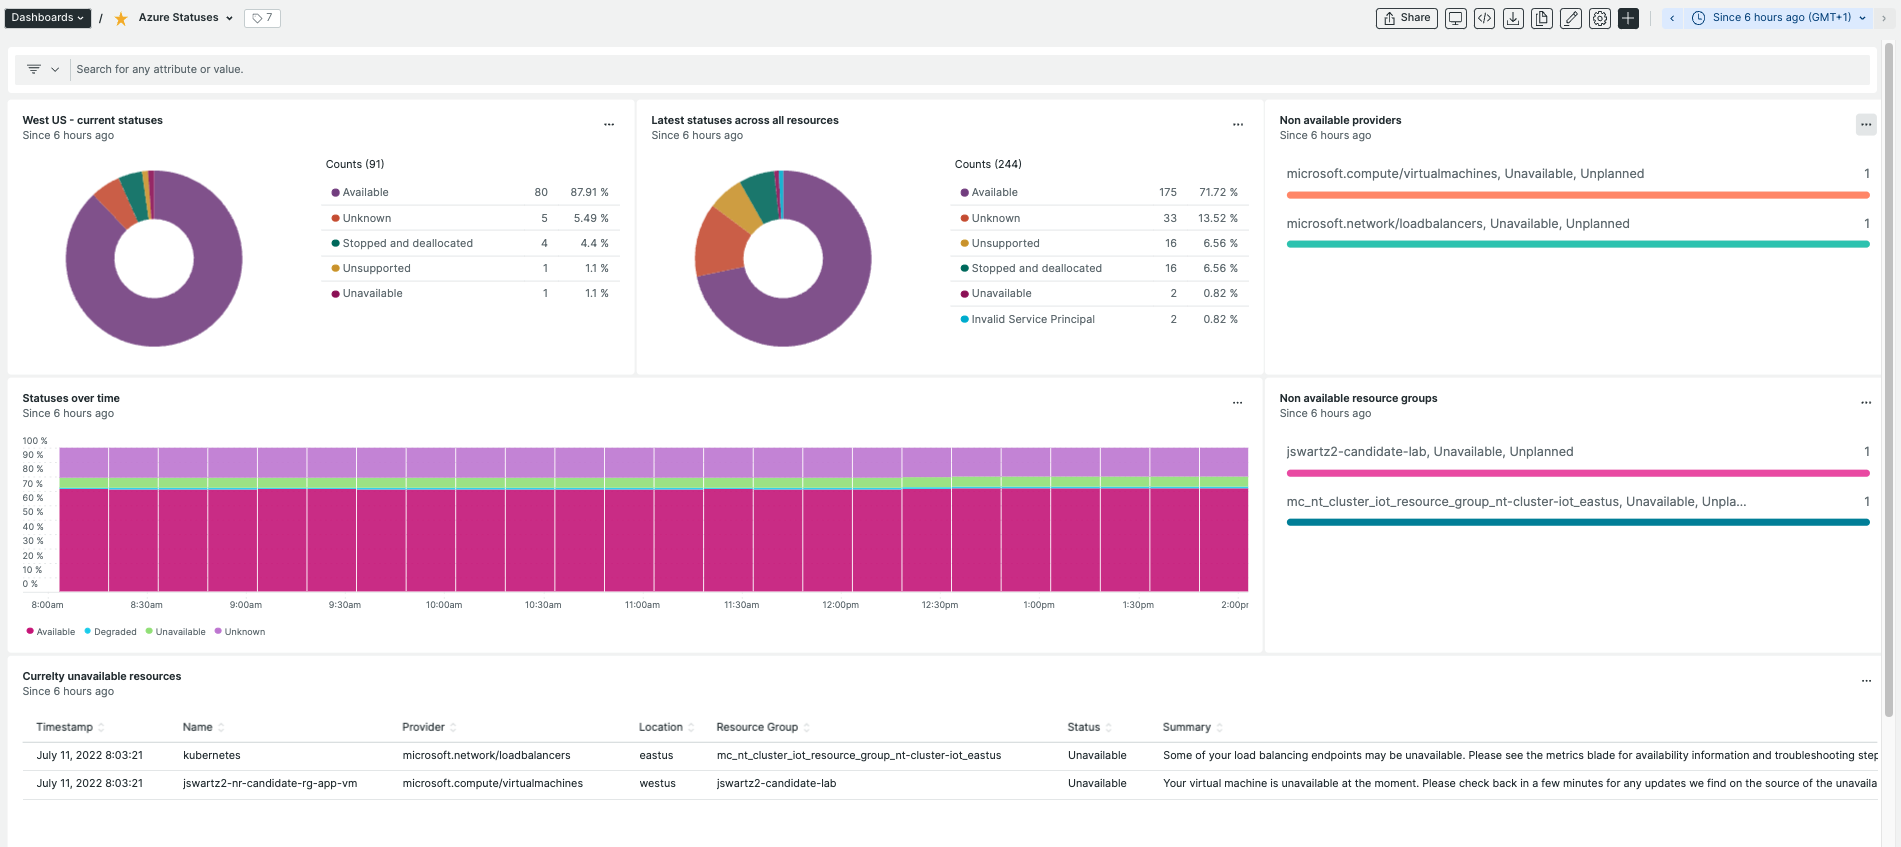 Dashboards / Azure Statuses 7 Share Since 6 hours ago (GMT+1)
Search for any attribute or value.
West US - current statuses
Since 6 hours ago
Counts (91)
Available 80 87.91 %
Unknown 5 5.49 %
Stopped and deallocated 4 4.4 %
Unsupported 1 1.1 %
Unavailable 1 1.1 %
Latest statuses across all resources
Since 6 hours ago
Counts (244)
Available 175 71.72 %
Unknown 33 13.52 %
Unsupported 16 6.56 %
Stopped and deallocated 16 6.56 %
Unavailable 2 0.82 %
Invalid Service Principal 2 0.82 %
Non available providers
Since 6 hours ago
microsoft.compute/virtualmachines, Unavailable, Unplanned 1
microsoft.network/loadbalancers, Unavailable, Unplanned 1
Statuses over time
Since 6 hours ago
100 %
90 %
80 %
70 %
60 %
50 %
40 %
30 %
20 %
10 %
0 %
8:00am 8:30am 9:00am 9:30am 10:00am 10:30am 11:00am 11:30am 12:00pm 12:30pm 1:00pm 1:30pm 2:00pr
Available Degraded Unavailable Unknown
Non available resource groups
Since 6 hours ago
jswartz2-candidate-lab, Unavailable, Unplanned 1
mc_nt_cluster_iot_resource_group_nt-cluster-iot_eastus, Unavailable, Unpla... 1
Currelty unavailable resources
Since 6 hours ago
Timestamp Name Provider Location Resource Group Status Summary
July 11, 2022 8:03:21 kubernetes microsoft.network/loadbalancers eastus mc_nt_cluster_iot_resource_group_nt-cluster-iot_eastus Unavailable Some of your load balancing endpoints may be unavailable. Please see the metrics blade for availability information and troubleshooting step
July 11, 2022 8:03:21 jswartz2-nr-candidate-rg-app-vm microsoft.compute/virtualmachines westus jswartz2-candidate-lab Unavailable Your virtual machine is unavailable at the moment. Please check back in a few minutes for any updates we find on the source of the unavaila